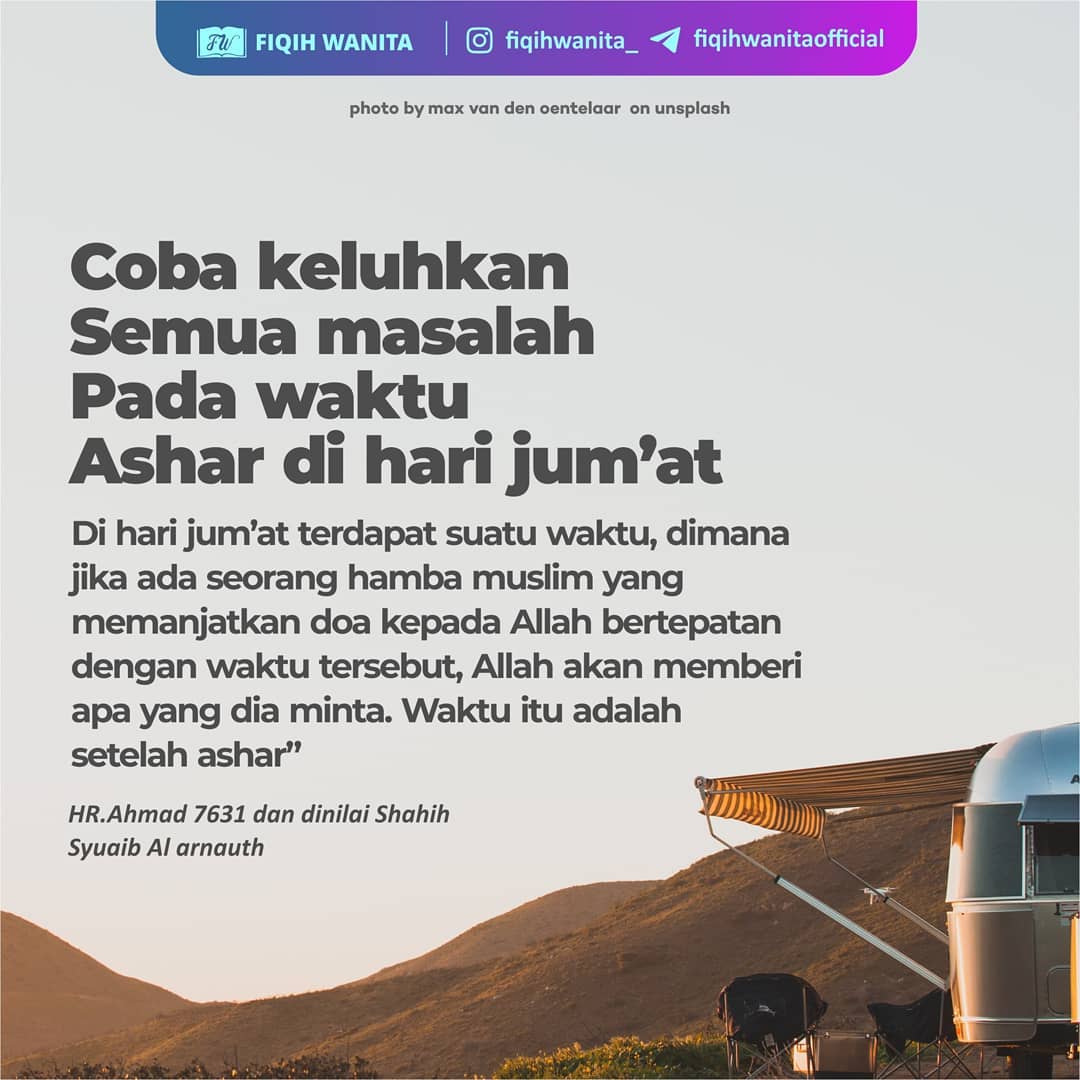 FW FIQIH WANITA fiqihwanita_ fiqihwanitaofficial
photo by max van den oentelaar on unsplash
Coba keluhkan
Semua masalah
Pada waktu
Ashar di hari jum’at
Di hari jum’at terdapat suatu waktu, dimana
jika ada seorang hamba muslim yang
memanjatkan doa kepada Allah bertepatan
dengan waktu tersebut, Allah akan memberi
apa yang dia minta. Waktu itu adalah
setelah ashar”
HR.Ahmad 7631 dan dinilai Shahih
Syuaib Al arnauth